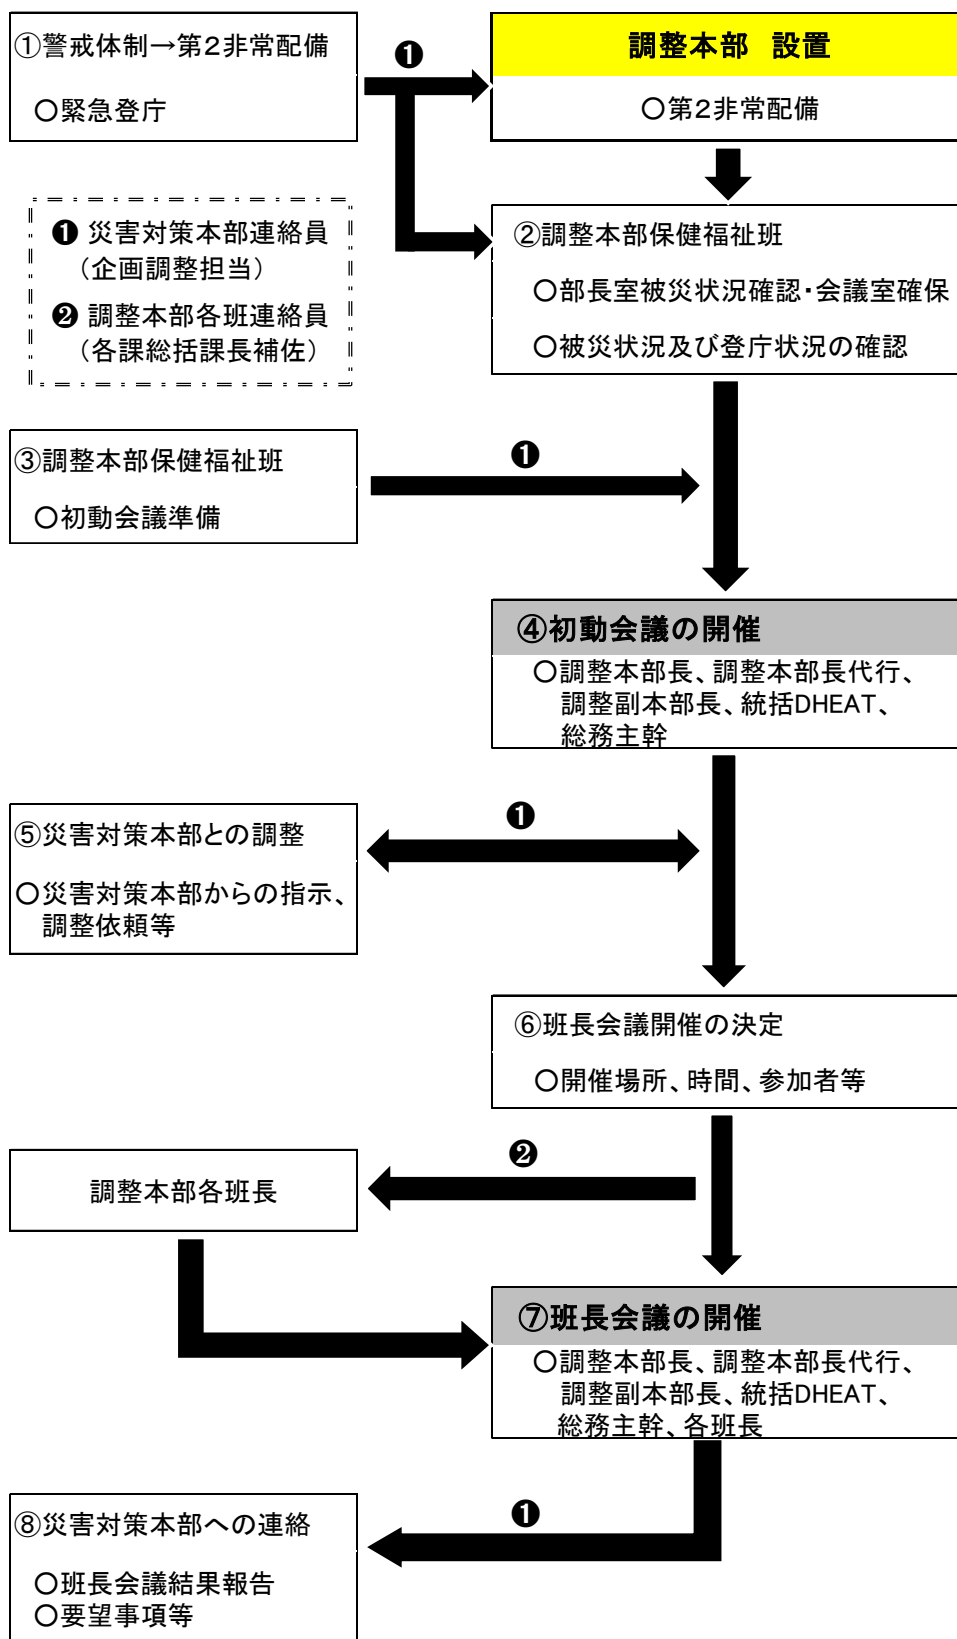 ①警戒体制→第２非常配備
○緊急登庁
❶
調整本部　設置
○第２非常配備
❶ 災害対策本部連絡員
（企画調整担当）
❷ 調整本部各班連絡員
（各課総括課長補佐）
②調整本部保健福祉班
○部長室被災状況確認・会議室確保
○被災状況及び登庁状況の確認
③調整本部保健福祉班
○初動会議準備
❶
④初動会議の開催
○調整本部長、調整本部長代行、
調整副本部長、統括DHEAT、
総務主幹
⑤災害対策本部との調整
○災害対策本部からの指示、
調整依頼等
❶
⑥班長会議開催の決定
○開催場所、時間、参加者等
❷
調整本部各班長
⑦班長会議の開催
○調整本部長、調整本部長代行、
調整副本部長、統括DHEAT、
総務主幹、各班長
❶
⑧災害対策本部への連絡
○班長会議結果報告
○要望事項等